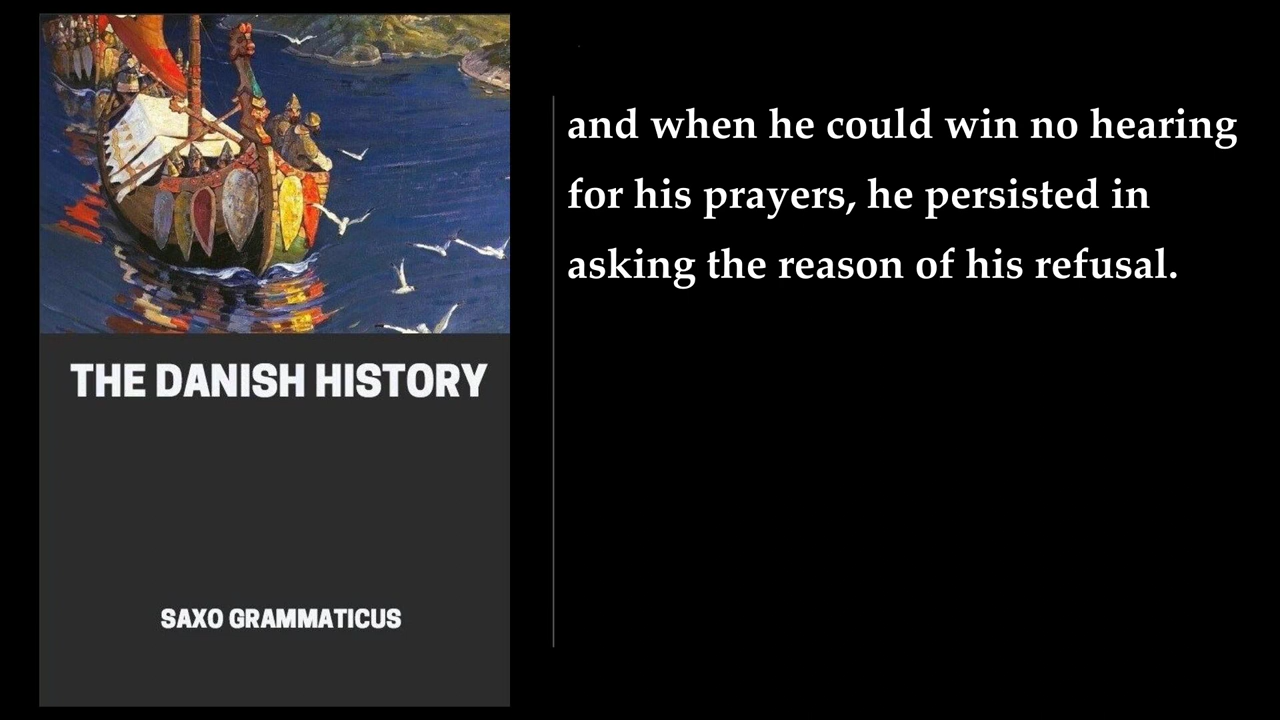 THE DANISH HISTORY
SAXO GRAMMATICUS
and when he could win no hearing
for his prayers, he persisted in
asking the reason of his refusal.